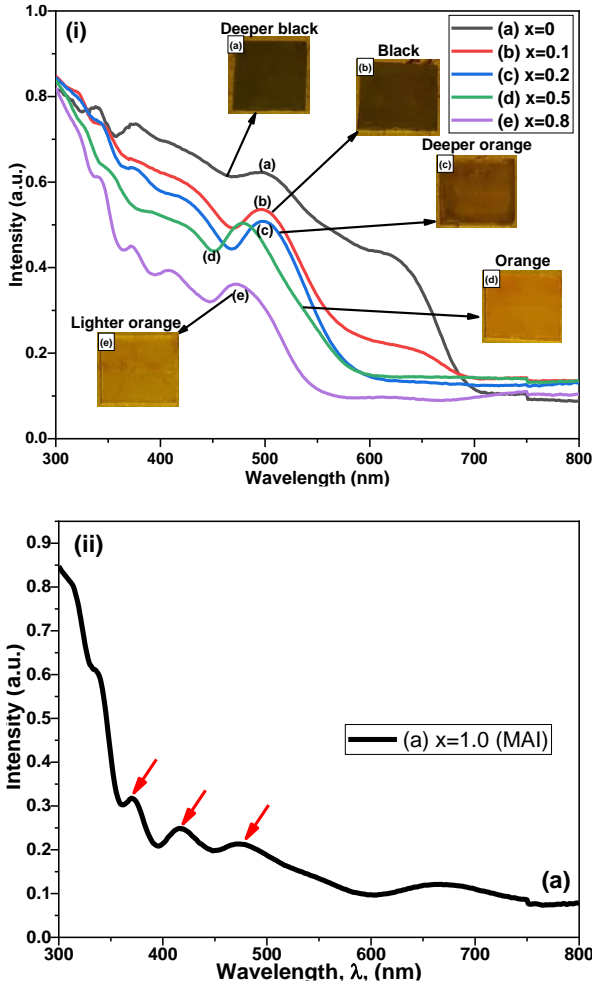 (i)
Deeper black
(a)
Black
(b)
(a) x=0
(b) x=0.1
(c) x=0.2
(d) x=0.5
(e) x=0.8
Deeper orange
(c)
Orange
(d)
Lighter orange
(e)
(a)
(b)
(c)
(d)
(e)
1.0
0.8
0.6
0.4
0.2
0.0
Intensity (a.u.)
300 400 500 600 700 800
Wavelength (nm)
(ii)
0.9
0.8
0.7
0.6
0.5
0.4
0.3
0.2
0.1
0.0
Intensity (a.u.)
(a) x=1.0 (MAI)
(a)
300 400 500 600 700 800
Wavelength, λ, (nm)